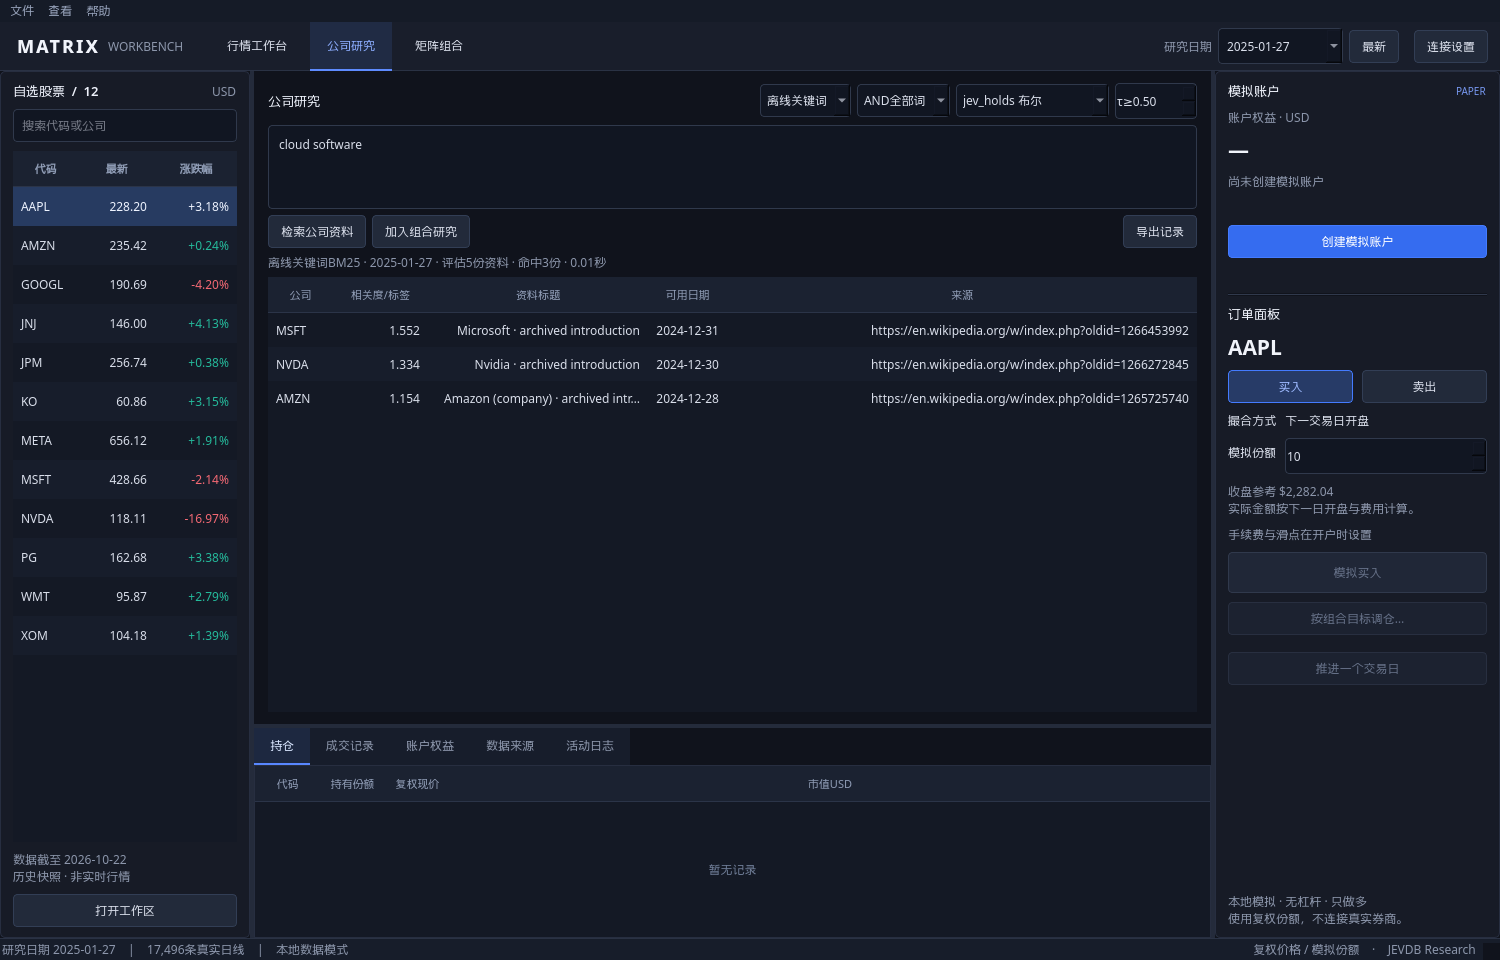 文件 查看 帮助
MATRIX WORKBENCH 行情工作台 公司研究 矩阵组合 研究日期 2025-01-27 最新 连接设置
自选股票 / 12 USD
搜索代码或公司
代码 最新 涨跌幅
AAPL 228.20 +3.18%
AMZN 235.42 +0.24%
GOOGL 190.69 -4.20%
JNJ 146.00 +4.13%
JPM 256.74 +0.38%
KO 60.86 +3.15%
META 656.12 +1.91%
MSFT 428.66 -2.14%
NVDA 118.11 -16.97%
PG 162.68 +3.38%
WMT 95.87 +2.79%
XOM 104.18 +1.39%
数据截至 2026-10-22
历史快照 · 非实时行情
打开工作区
公司研究 离线关键词 AND全部词 jev_holds 布尔 τ≥0.50
cloud software
检索公司资料 加入组合研究 导出记录
离线关键词BM25 · 2025-01-27 · 评估5份资料 · 命中3份 · 0.01秒
公司 相关度/标签 资料标题 可用日期 来源
MSFT 1.552 Microsoft · archived introduction 2024-12-31 https://en.wikipedia.org/w/index.php?oldid=1266453992
NVDA 1.334 Nvidia · archived introduction 2024-12-30 https://en.wikipedia.org/w/index.php?oldid=1266272845
AMZN 1.154 Amazon (company) · archived intr... 2024-12-28 https://en.wikipedia.org/w/index.php?oldid=1265725740
持仓 成交记录 账户权益 数据来源 活动日志
代码 持有份额 复权现价 市值USD
暂无记录
模拟账户 PAPER
账户权益 · USD
—
尚未创建模拟账户
创建模拟账户
订单面板
AAPL
买入 卖出
撮合方式 下一交易日开盘
模拟份额 10
收盘参考 $2,282.04
实际金额按下一日开盘与费用计算。
手续费与滑点在开户时设置
模拟买入
按组合目标调仓...
推进一个交易日
本地模拟 · 无杠杆 · 只做多
使用复权份额，不连接真实券商。
研究日期 2025-01-27 | 17,496条真实日线 | 本地数据模式 复权价格 / 模拟份额 · JEVDB Research